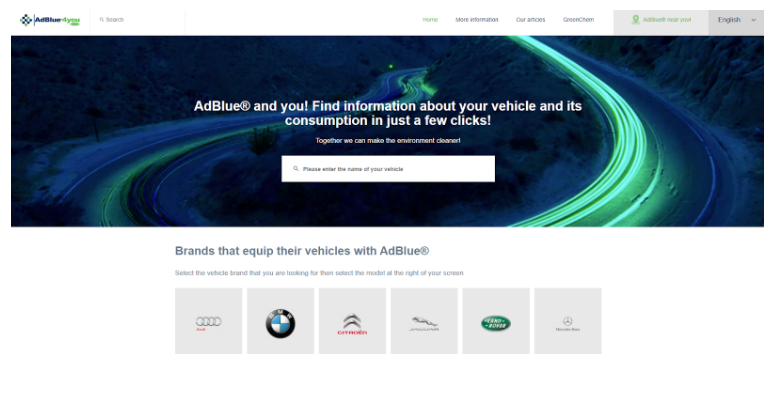 AdBlue4you
Search
Home
More information
Our articles
GreenChem
AdBlue® near you!
English
AdBlue® and you! Find information about your vehicle and its
consumption in just a few clicks!
Together we can make the environment cleaner!
Please enter the name of your vehicle
Brands that equip their vehicles with AdBlue®
Select the vehicle brand that you are looking for then select the model at the right of your screen
Audi
BMW
CITROËN
JAGUAR
LAND-
-ROVER
Mercedes-Benz